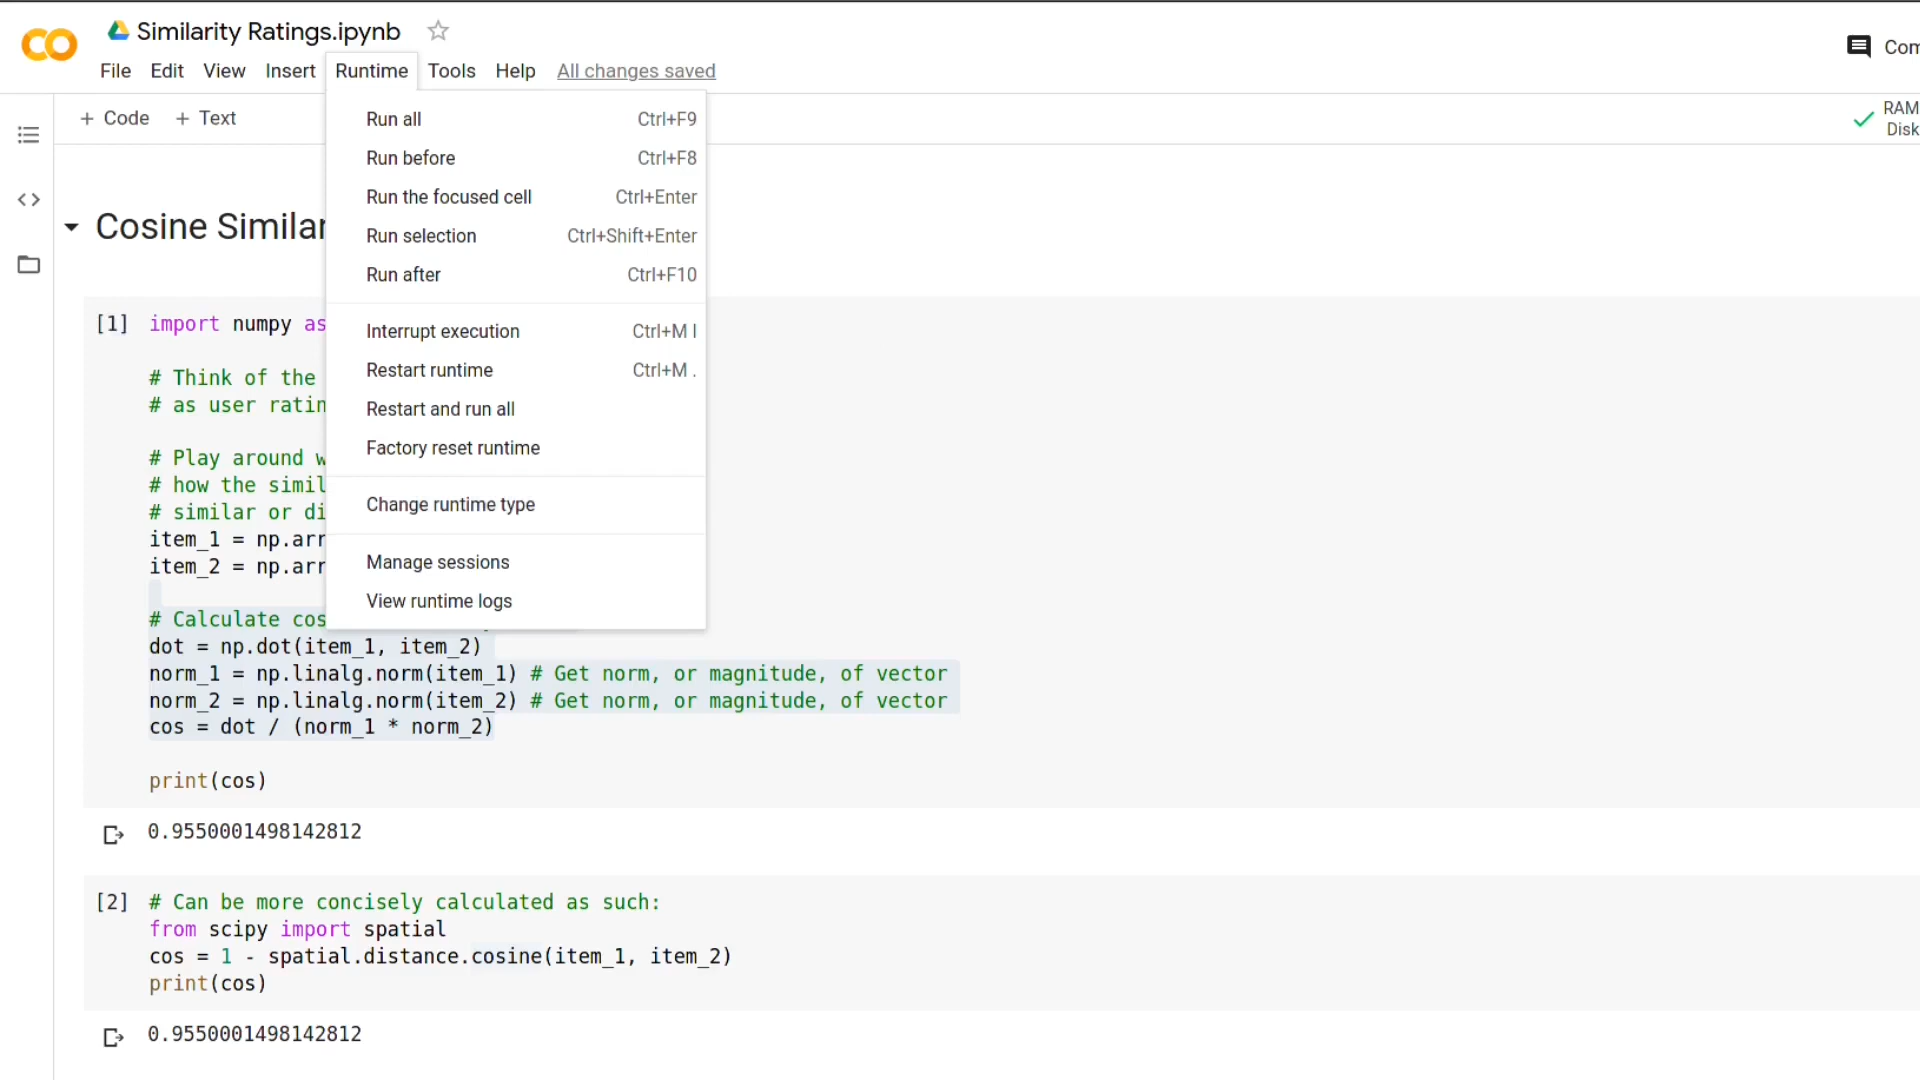 Similarity Ratings.ipynb
File Edit View Insert Runtime Tools Help All changes saved
+ Code + Text
RAM
Disk
Run all Ctrl+F9
Run before Ctrl+F8
Run the focused cell Ctrl+Enter
Run selection Ctrl+Shift+Enter
Run after Ctrl+F10
Interrupt execution Ctrl+M I
Restart runtime Ctrl+M .
Restart and run all
Factory reset runtime
Change runtime type
Manage sessions
View runtime logs
Cosine Similar
[1] import numpy as
# Think of the
# as user ratin
# Play around w
# how the simil
# similar or di
item_1 = np.arr
item_2 = np.arr
# Calculate cos
dot = np.dot(item_1, item_2)
norm_1 = np.linalg.norm(item_1) # Get norm, or magnitude, of vector
norm_2 = np.linalg.norm(item_2) # Get norm, or magnitude, of vector
cos = dot / (norm_1 * norm_2)
print(cos)
0.9550001498142812
[2] # Can be more concisely calculated as such:
from scipy import spatial
cos = 1 - spatial.distance.cosine(item_1, item_2)
print(cos)
0.9550001498142812